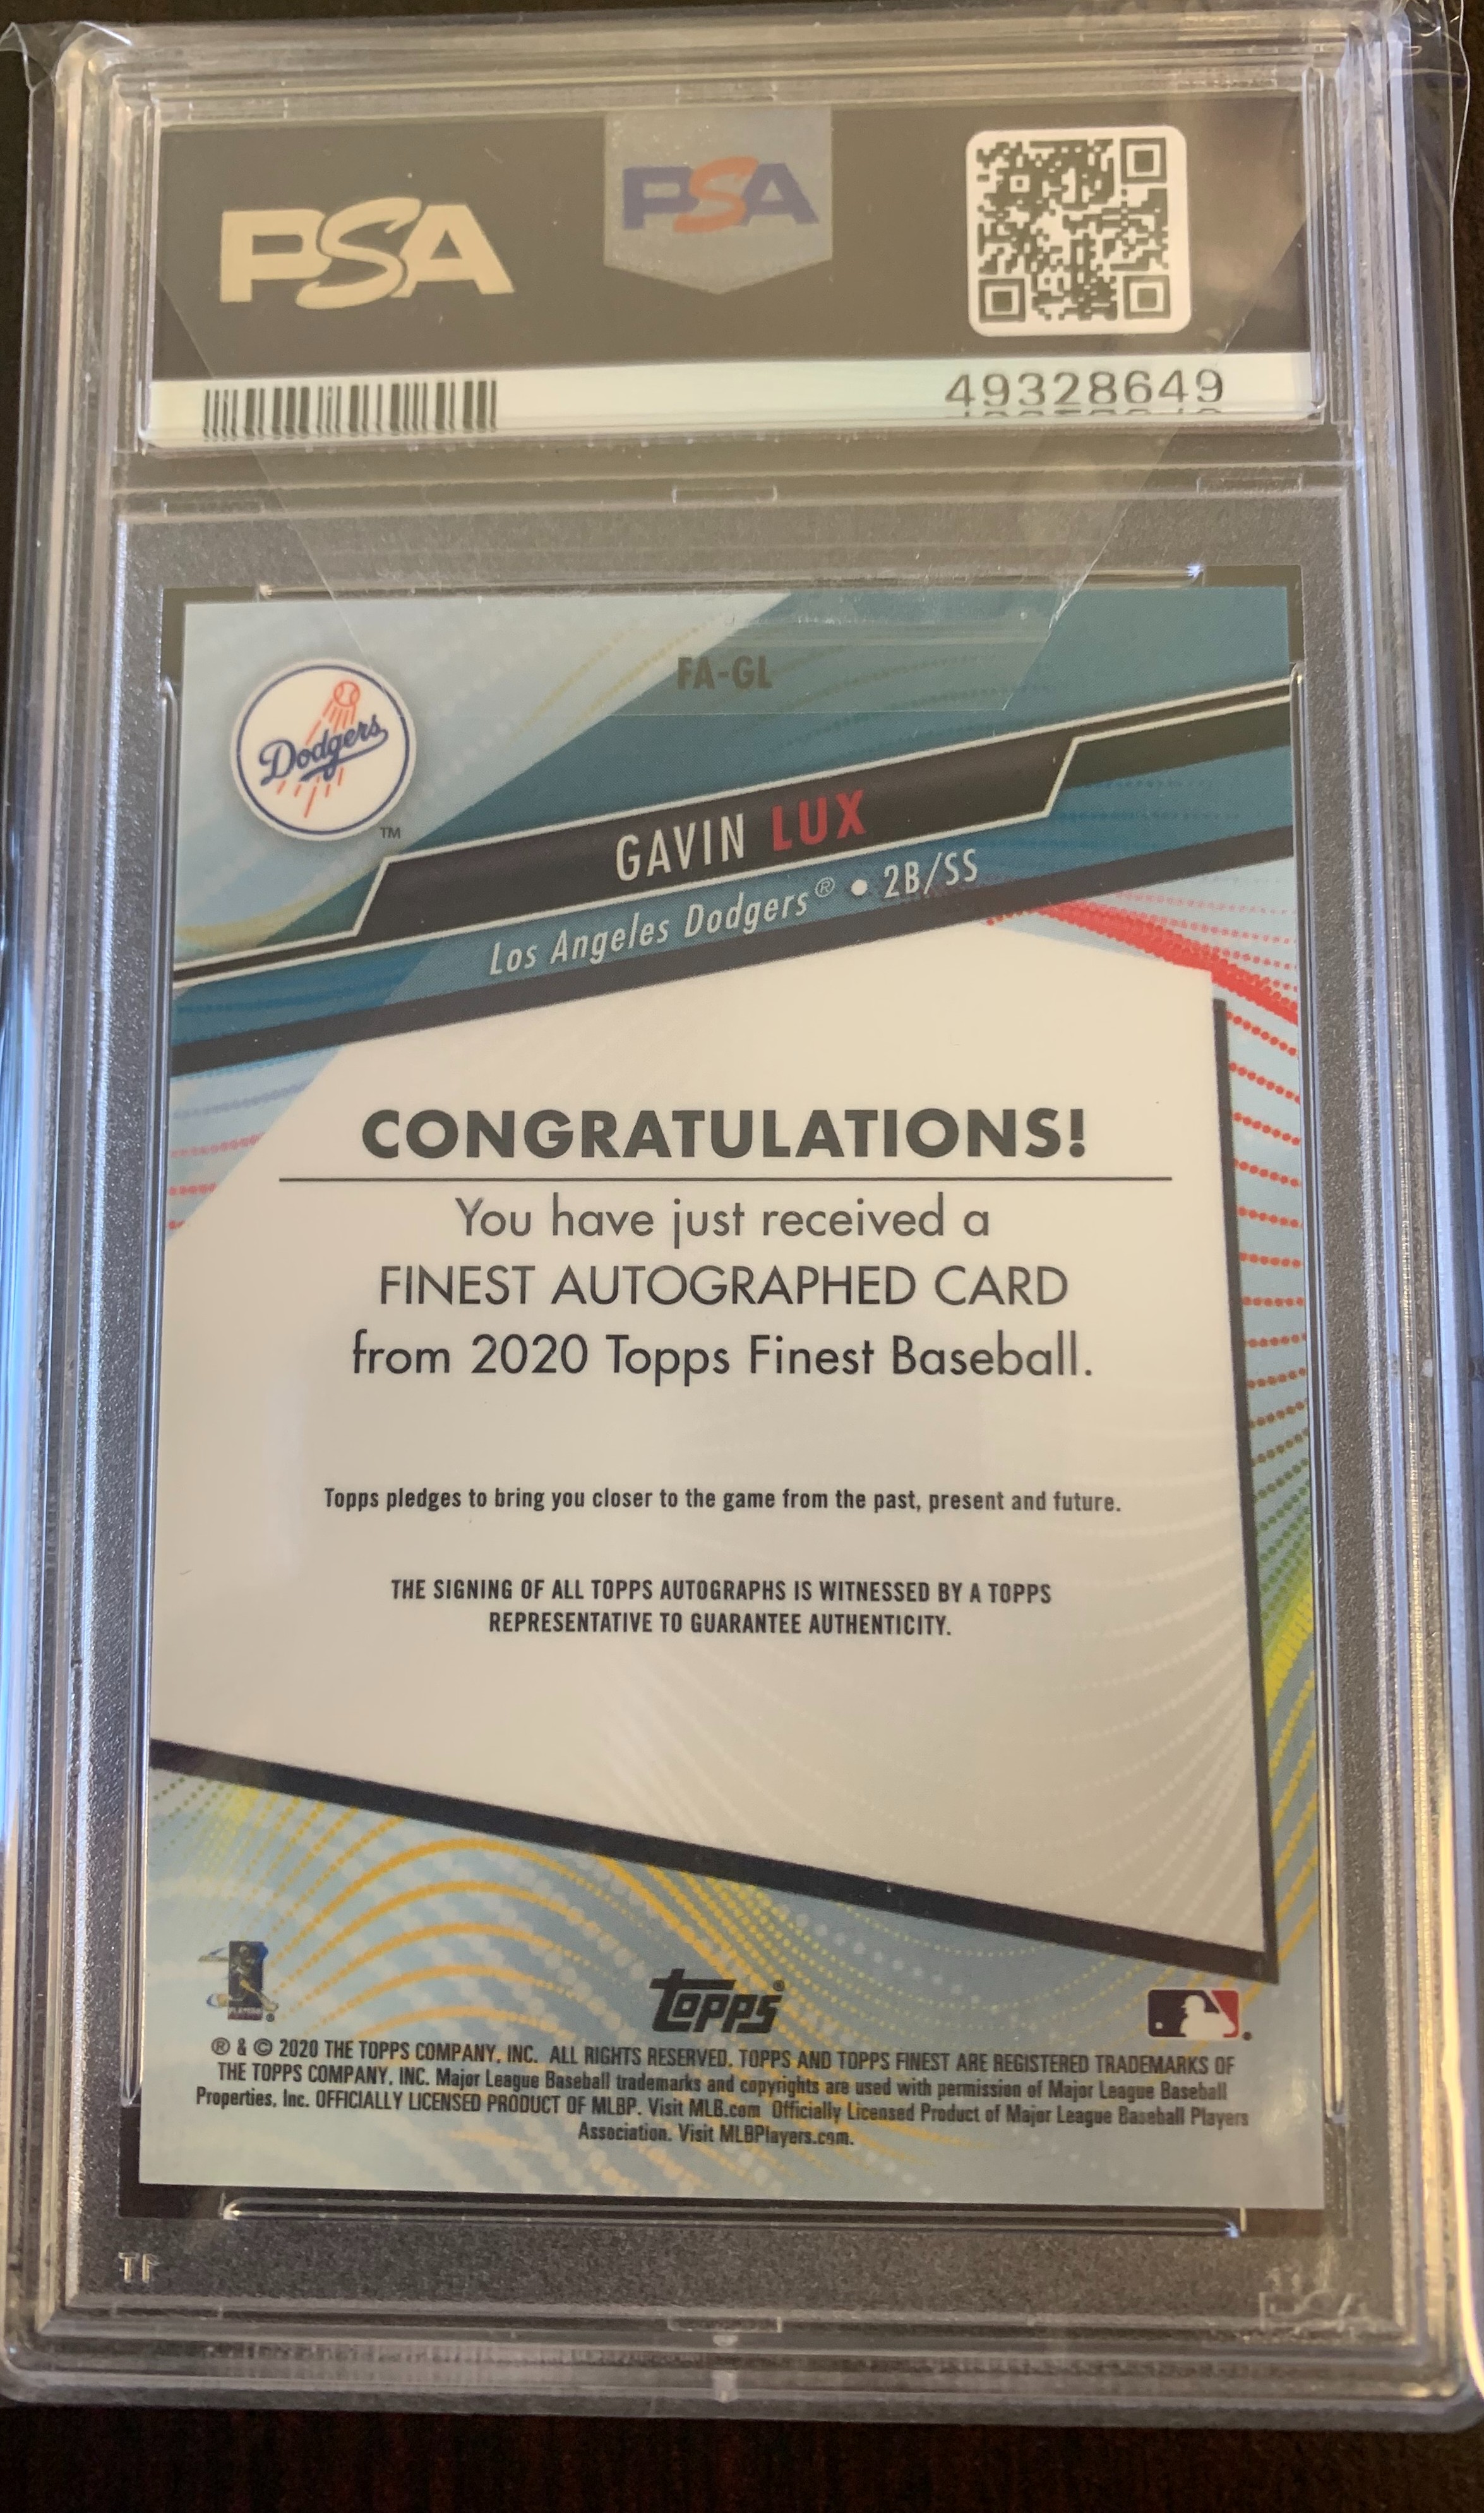 PSA
PSA
49328649
FA-GL
Dodgers
TM
GAVIN LUX
Los Angeles Dodgers® • 2B/SS
CONGRATULATIONS!
You have just received a
FINEST AUTOGRAPHED CARD
from 2020 Topps Finest Baseball.
Topps pledges to bring you closer to the game from the past, present and future.
THE SIGNING OF ALL TOPPS AUTOGRAPHS IS WITNESSED BY A TOPPS
REPRESENTATIVE TO GUARANTEE AUTHENTICITY.
PLAYERS
topps®
® & © 2020 THE TOPPS COMPANY, INC. ALL RIGHTS RESERVED. TOPPS AND TOPPS FINEST ARE REGISTERED TRADEMARKS OF
THE TOPPS COMPANY, INC. Major League Baseball trademarks and copyrights are used with permission of Major League Baseball
Properties, Inc. OFFICIALLY LICENSED PRODUCT OF MLBP. Visit MLB.com Officially Licensed Product of Major League Baseball Players
Association. Visit MLBPlayers.com.